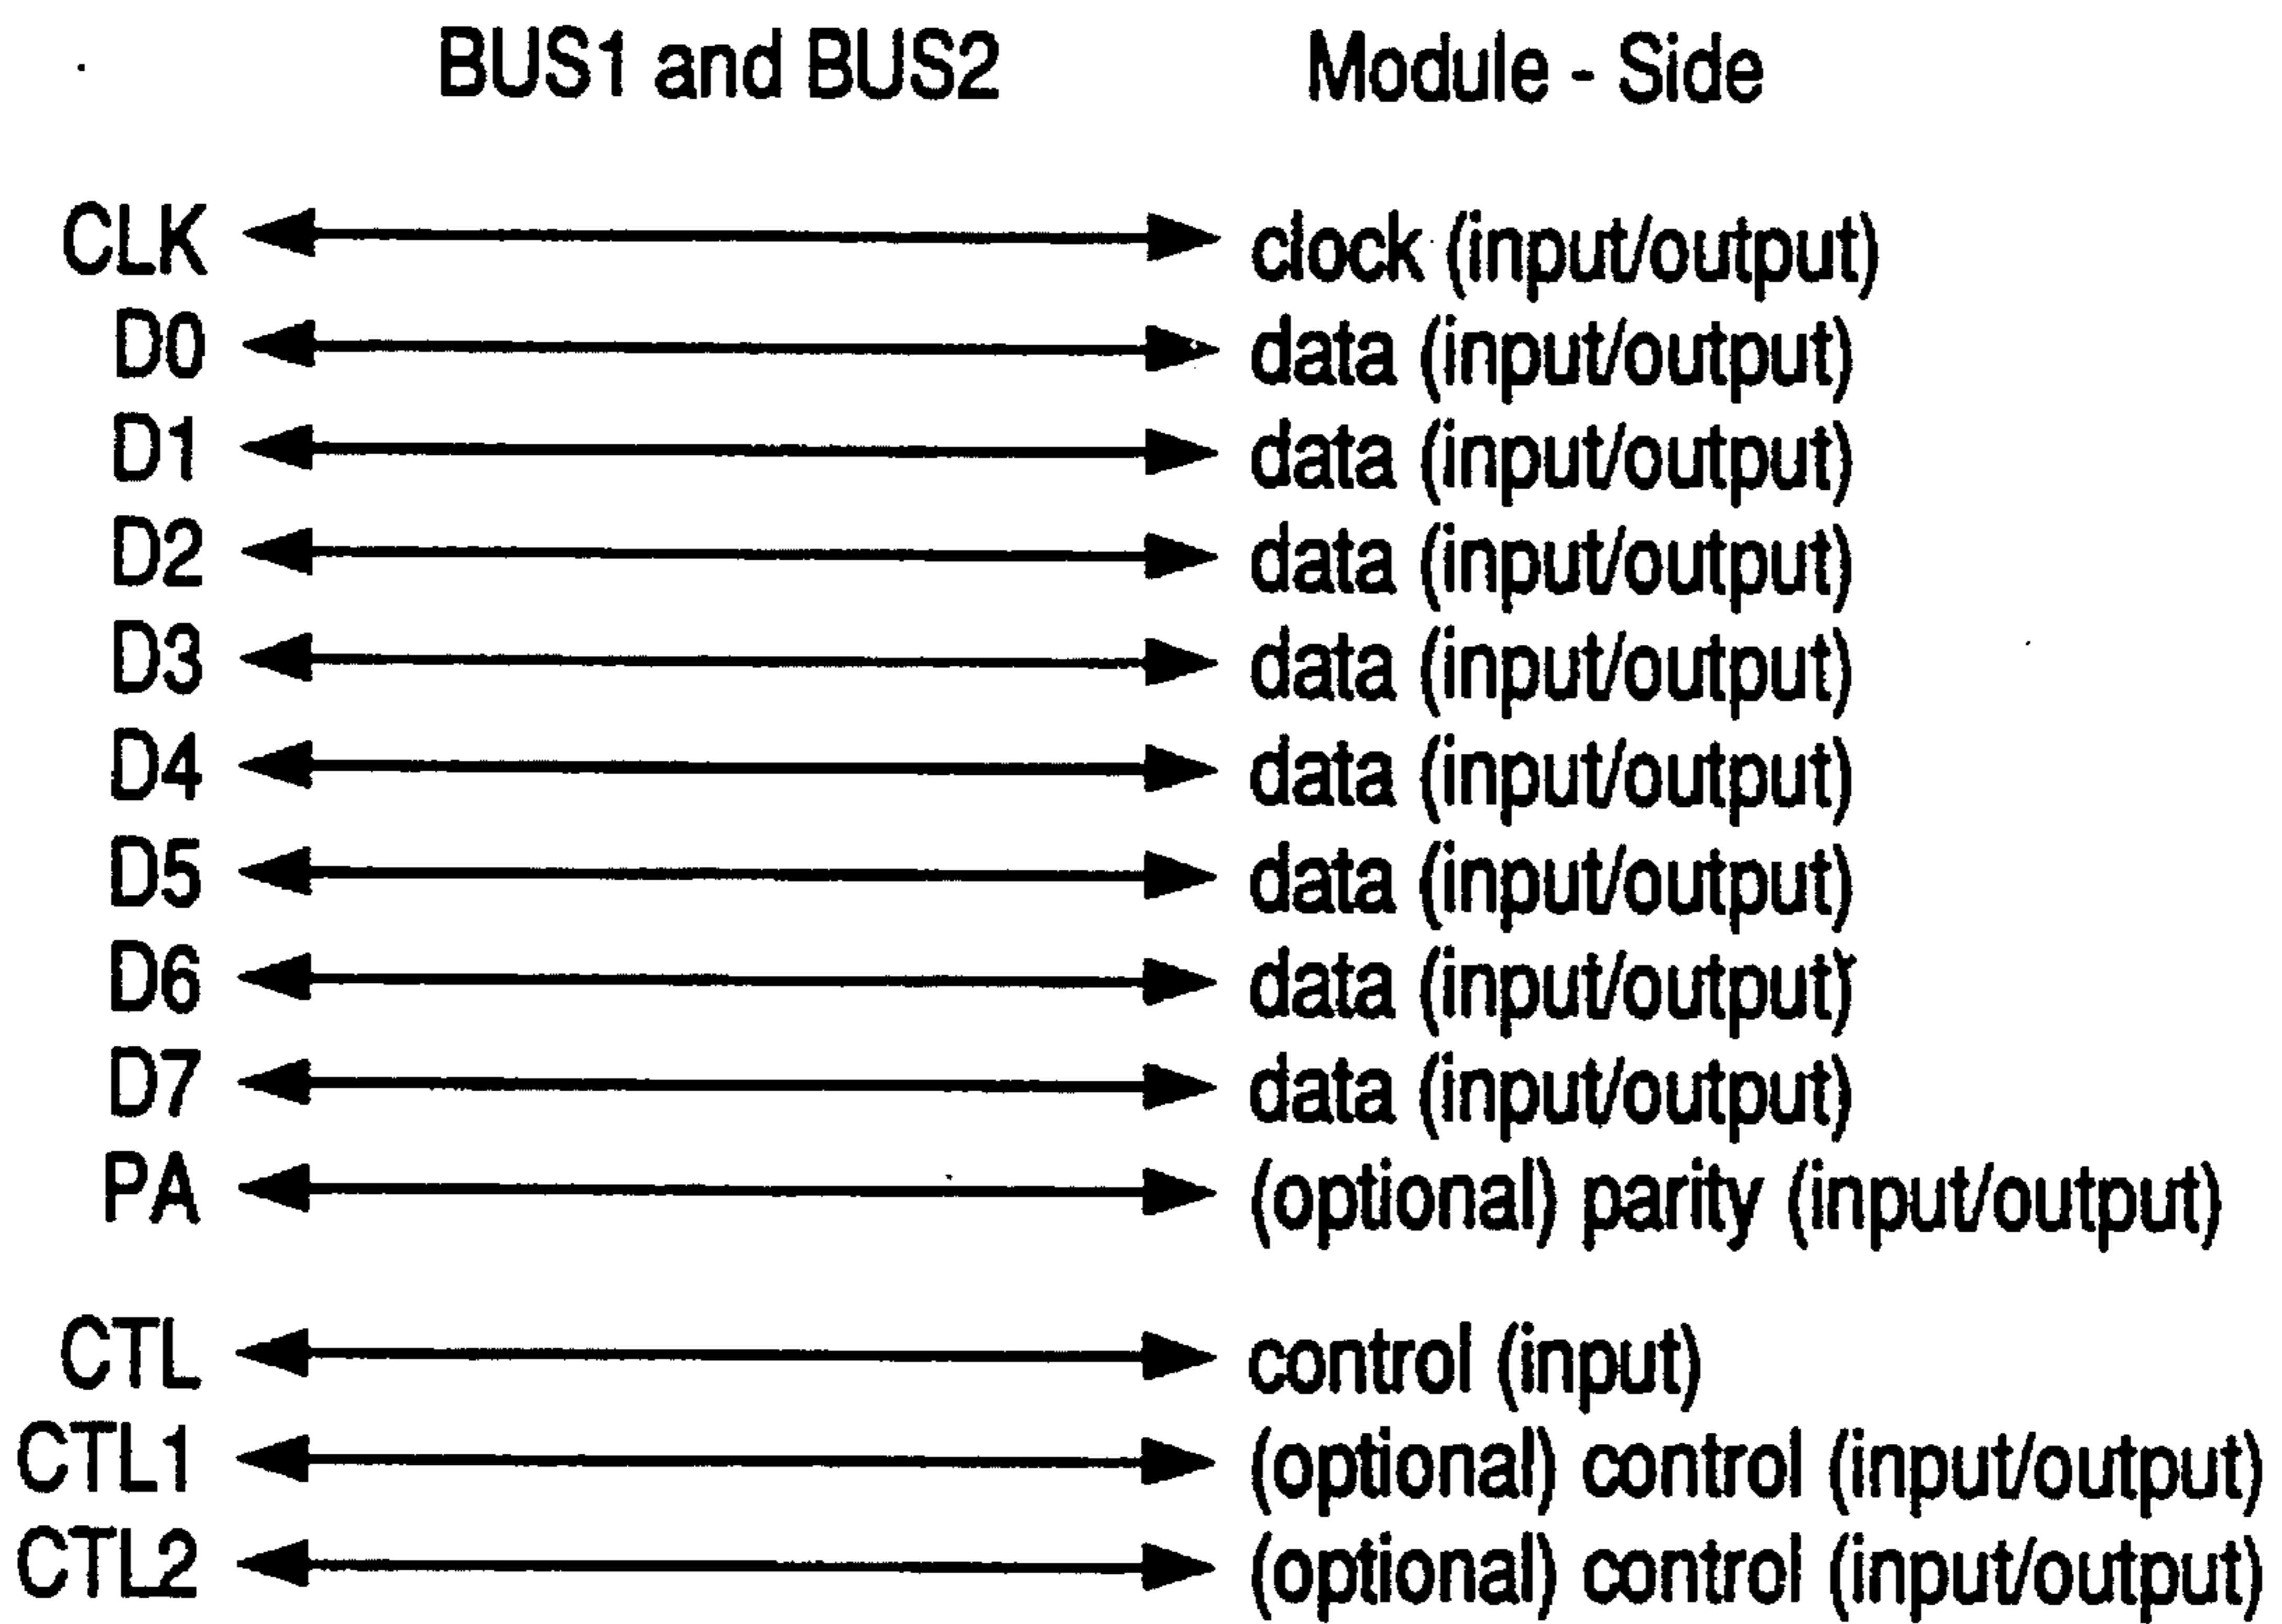 BUS1 and BUS2 Module - Side
CLK clock (input/output)
D0 data (input/output)
D1 data (input/output)
D2 data (input/output)
D3 data (input/output)
D4 data (input/output)
D5 data (input/output)
D6 data (input/output)
D7 data (input/output)
PA (optional) parity (input/output)
CTL control (input)
CTL1 (optional) control (input/output)
CTL2 (optional) control (input/output)